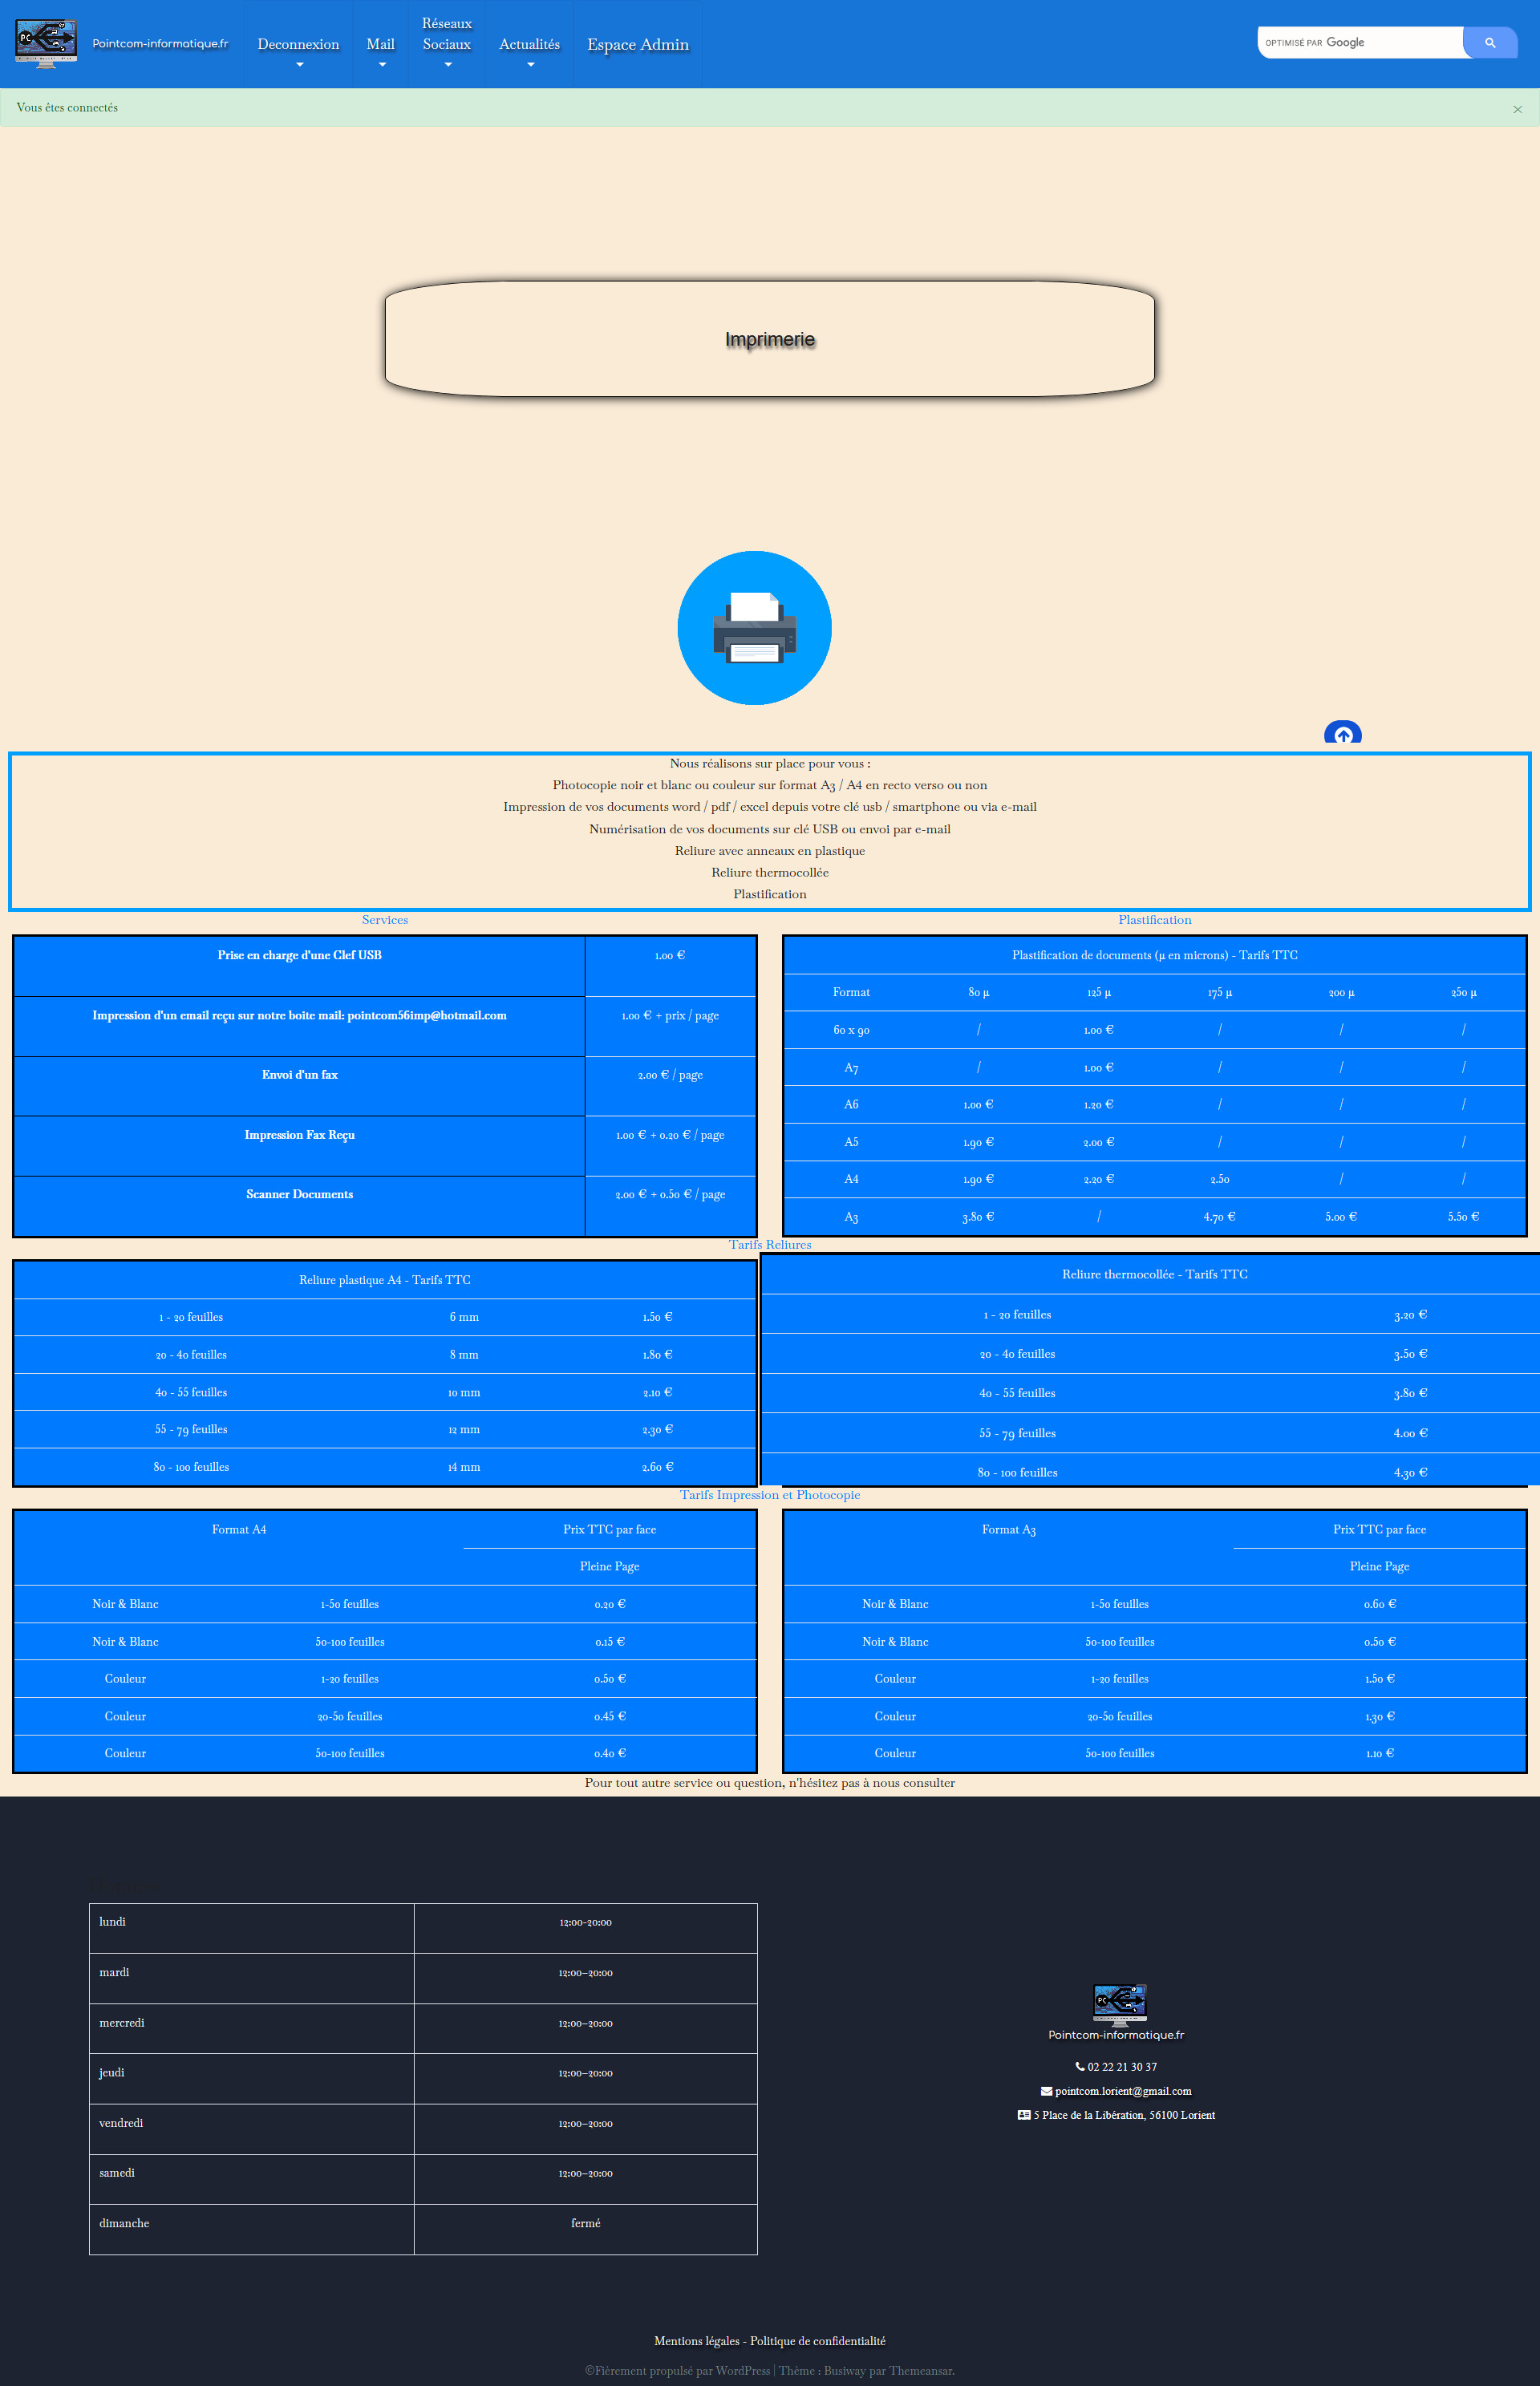 Pointcom-informatique.fr
Deconnexion
Mail
Réseaux
Sociaux
Actualités
Espace Admin
OPTIMISÉ PAR Google
Vous êtes connectés
×
Imprimerie
Nous réalisons sur place pour vous :
Photocopie noir et blanc ou couleur sur format A3 / A4 en recto verso ou non
Impression de vos documents word / pdf / excel depuis votre clé usb / smartphone ou via e-mail
Numérisation de vos documents sur clé USB ou envoi par e-mail
Reliure avec anneaux en plastique
Reliure thermocollée
Plastification
Services
Prise en charge d'une Clef USB 1.00 €
Impression d'un email reçu sur notre boite mail: pointcom56imp@hotmail.com 1.00 € + prix / page
Envoi d'un fax 2.00 € / page
Impression Fax Reçu 1.00 € + 0.20 € / page
Scanner Documents 2.00 € + 0.50 € / page
Plastification
Plastification de documents (µ en microns) - Tarifs TTC
Format 80 µ 125 µ 175 µ 200 µ 250 µ
60 x 90 / 1.00 € / / /
A7 / 1.00 € / / /
A6 1.00 € 1.20 € / / /
A5 1.90 € 2.00 € / / /
A4 1.90 € 2.20 € 2.50 / /
A3 3.80 € / 4.70 € 5.00 € 5.50 €
Tarifs Reliures
Reliure plastique A4 - Tarifs TTC
1 - 20 feuilles 6 mm 1.50 €
20 - 40 feuilles 8 mm 1.80 €
40 - 55 feuilles 10 mm 2.10 €
55 - 79 feuilles 12 mm 2.30 €
80 - 100 feuilles 14 mm 2.60 €
Reliure thermocollée - Tarifs TTC
1 - 20 feuilles 3.20 €
20 - 40 feuilles 3.50 €
40 - 55 feuilles 3.80 €
55 - 79 feuilles 4.00 €
80 - 100 feuilles 4.30 €
Tarifs Impression et Photocopie
Format A4 Prix TTC par face
Pleine Page
Noir & Blanc 1-50 feuilles 0.20 €
Noir & Blanc 50-100 feuilles 0.15 €
Couleur 1-20 feuilles 0.50 €
Couleur 20-50 feuilles 0.45 €
Couleur 50-100 feuilles 0.40 €
Format A3 Prix TTC par face
Pleine Page
Noir & Blanc 1-50 feuilles 0.60 €
Noir & Blanc 50-100 feuilles 0.50 €
Couleur 1-20 feuilles 1.50 €
Couleur 20-50 feuilles 1.30 €
Couleur 50-100 feuilles 1.10 €
Pour tout autre service ou question, n'hésitez pas à nous consulter
lundi 12:00-20:00
mardi 12:00–20:00
mercredi 12:00–20:00
jeudi 12:00–20:00
vendredi 12:00–20:00
samedi 12:00–20:00
dimanche fermé
Pointcom-informatique.fr
02 22 21 30 37
pointcom.lorient@gmail.com
5 Place de la Libération, 56100 Lorient
Mentions légales - Politique de confidentialité
©Fièrement propulsé par WordPress | Thème : Busiway par Themeansar.